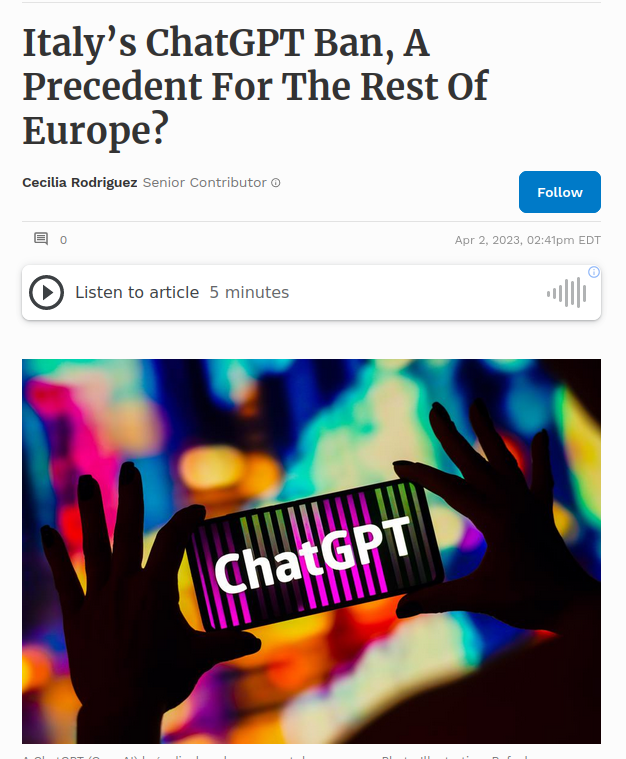 Italy’s ChatGPT Ban, A
Precedent For The Rest Of
Europe?
Cecilia Rodriguez Senior Contributor
Follow
0
Apr 2, 2023, 02:41pm EDT
Listen to article 5 minutes
ChatGPT